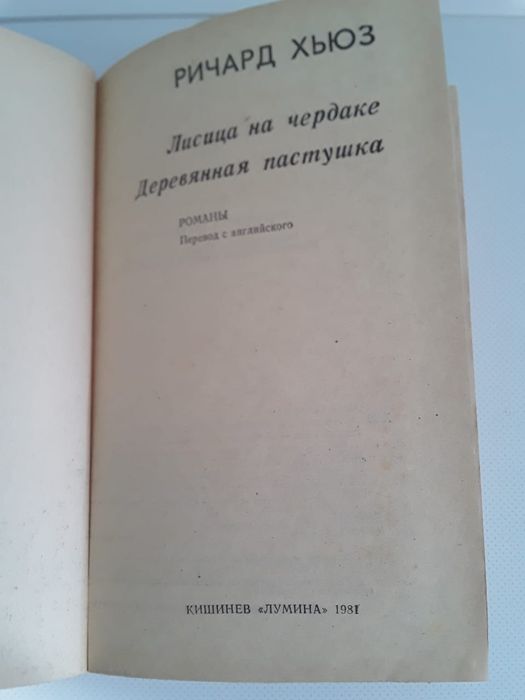 РИЧАРД ХЬЮЗ
Лисица на чердаке
Деревянная пастушка
РОМАНЫ
Перевод с английского
КИШИНЕВ «ЛУМИНА» 1981